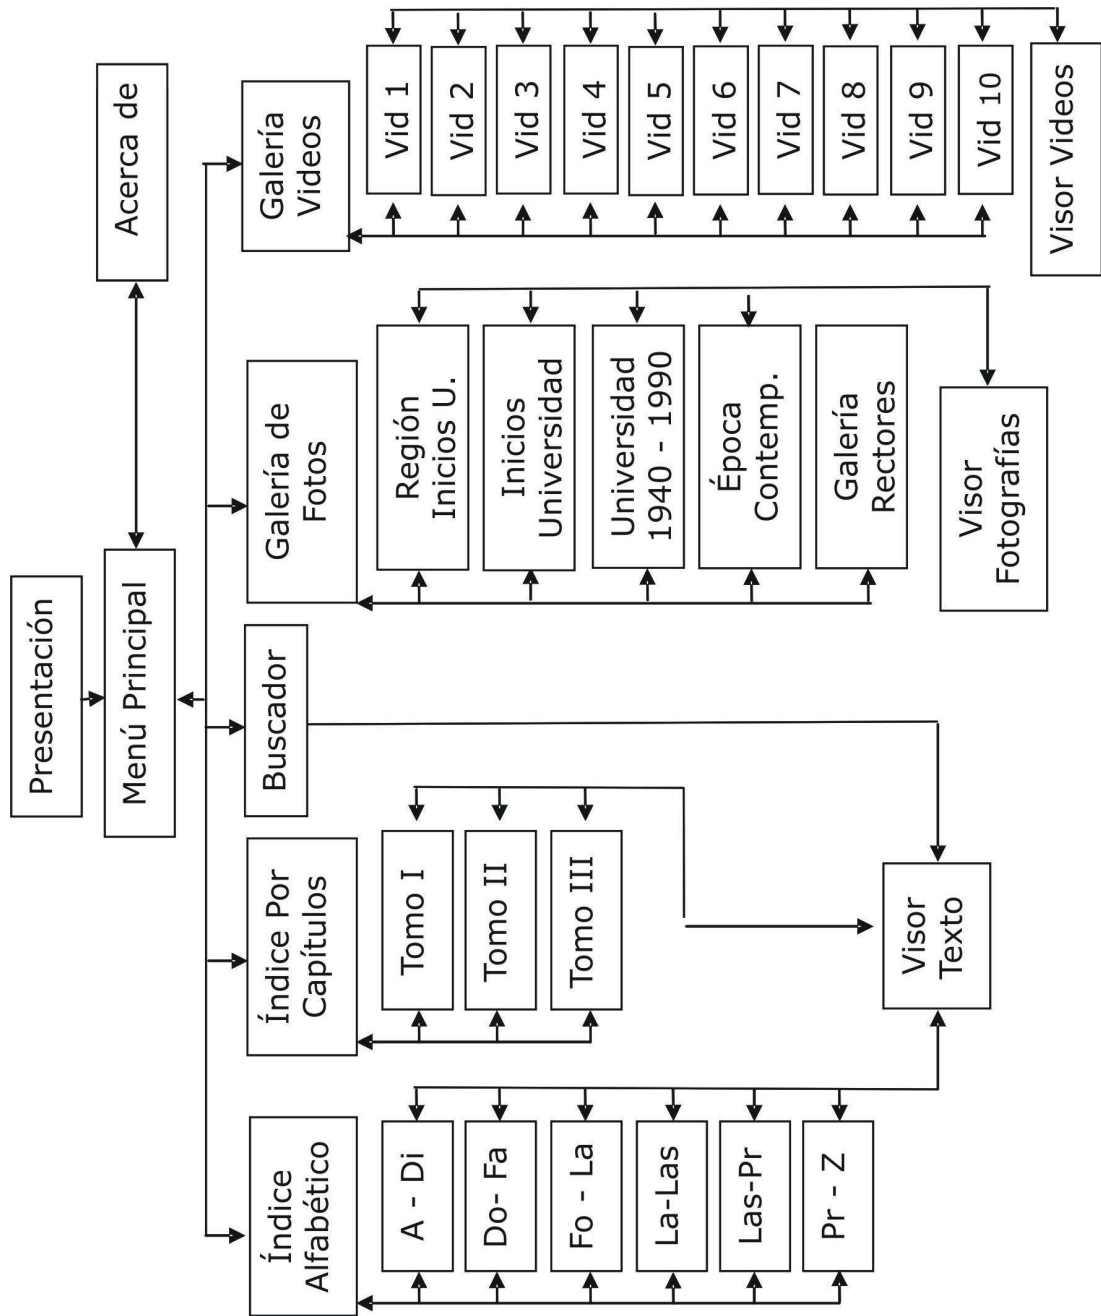 Presentación
Menú Principal
Acerca de
Índice
Alfabético
Índice Por
Capítulos
Buscador
Galería de
Fotos
Galería
Videos
A - Di
Do- Fa
Fo - La
La-Las
Las-Pr
Pr - Z
Tomo I
Tomo II
Tomo III
Visor
Texto
Región
Inicios U.
Inicios
Universidad
Universidad
1940 - 1990
Época
Contemp.
Galería
Rectores
Visor
Fotografías
Vid 1
Vid 2
Vid 3
Vid 4
Vid 5
Vid 6
Vid 7
Vid 8
Vid 9
Vid 10
Visor Videos